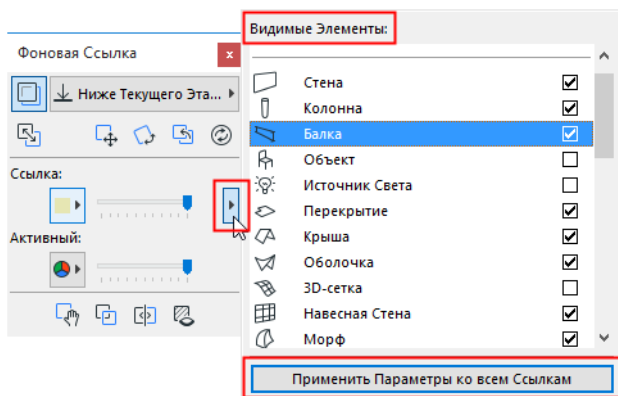 Фоновая Ссылка
Ниже Текущего Эта...
Ссылка:
Активный:
Видимые Элементы:
Стена
Колонна
Балка
Объект
Источник Света
Перекрытие
Крыша
Оболочка
3D-сетка
Навесная Стена
Морф
Применить Параметры ко всем Ссылкам